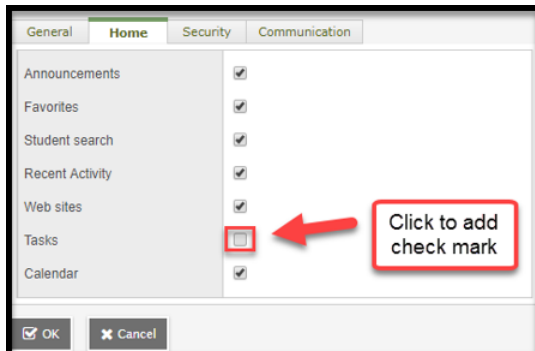 General Home Security Communication
Announcements
Favorites
Student search
Recent Activity
Web sites
Tasks
Calendar
Click to add
check mark
OK Cancel